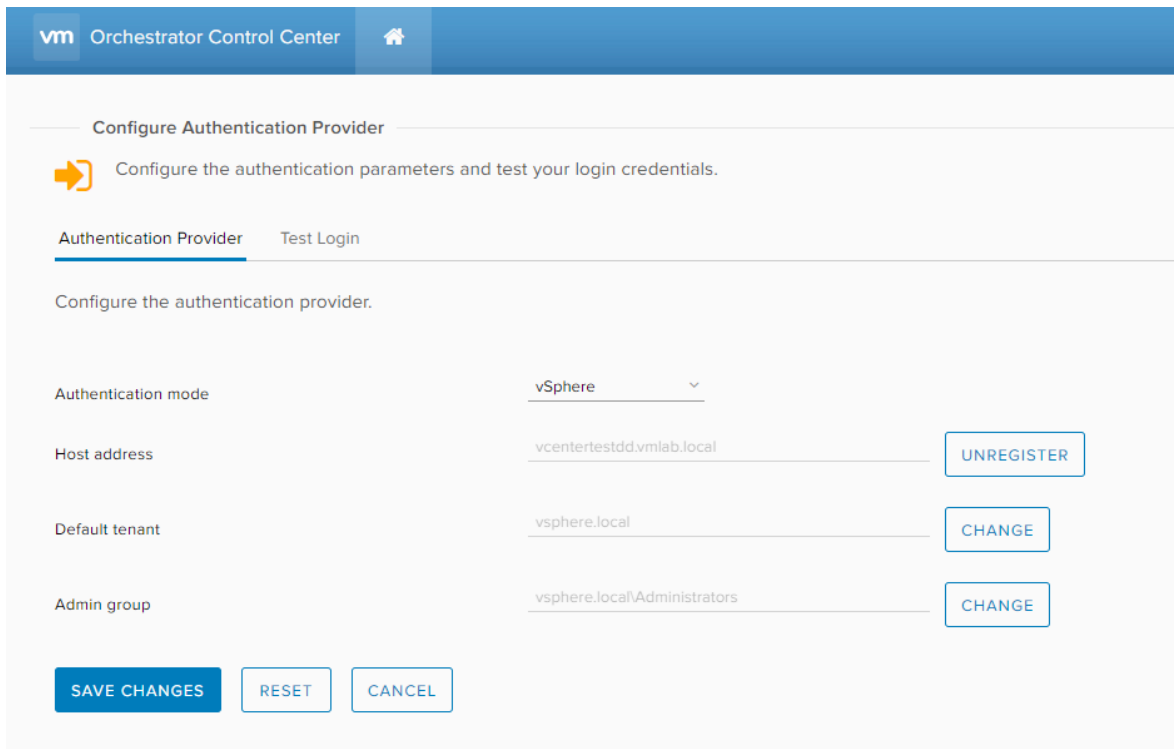 vm Orchestrator Control Center
Configure Authentication Provider
Configure the authentication parameters and test your login credentials.
Authentication Provider Test Login
Configure the authentication provider.
Authentication mode vSphere
Host address vcentertestdd.vmlab.local UNREGISTER
Default tenant vsphere.local CHANGE
Admin group vsphere.local\Administrators CHANGE
SAVE CHANGES RESET CANCEL